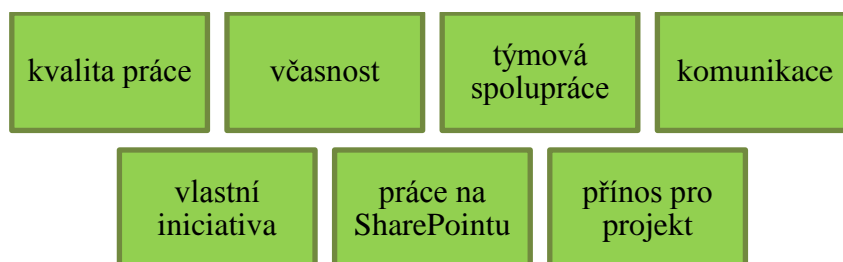 kvalita práce
včasnost
týmová
spolupráce
komunikace
vlastní
iniciativa
práce na
SharePointu
přínos pro
projekt